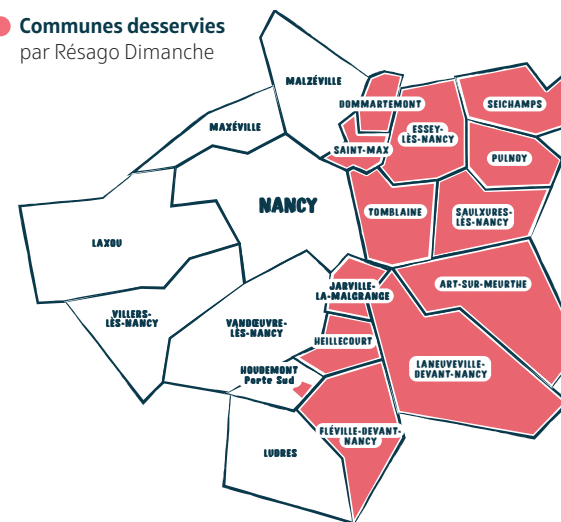 Communes desservies
par Résago Dimanche
MALZÉVILLE
DOMMARTEMONT
SEICHAMPS
MAXÉVILLE
ESSEY-
LÈS-NANCY
SAINT-MAX
PULNOY
NANCY
TOMBLAINE
SAULXURES-
LÈS-NANCY
LAXOU
ART-SUR-MEURTHE
JARVILLE-
LA-MALGRANGE
VILLERS-
LÈS-NANCY
VANDŒUVRE-
LÈS-NANCY
HEILLECOURT
LANEUVEVILLE-
DEVANT-NANCY
HOUDEMONT
Porte Sud
FLÉVILLE-DEVANT-
NANCY
LUDRES